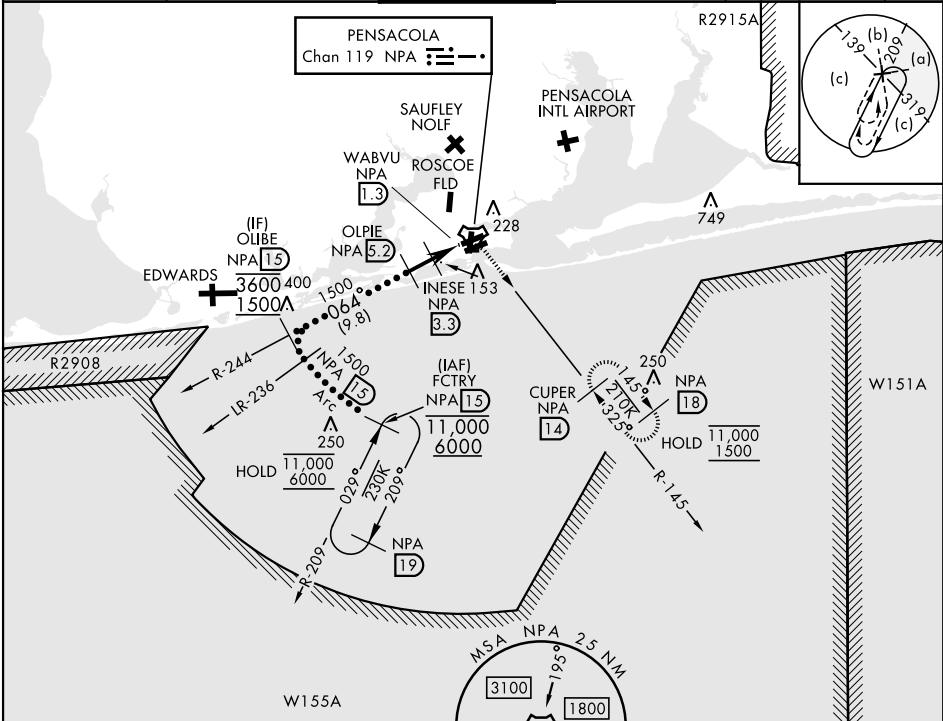 PENSACOLA
Chan 119 NPA
R2915A
139
(b)
209
(a)
(c)
319
(c)
SAUFLEY
NOLF
PENSACOLA
INTL AIRPORT
WABVU
NPA
1.3
ROSCOE
FLD
749
228
(IF)
OLIBE
NPA 15
3600
1500
400
OLPIE
NPA 5.2
EDWARDS
1500
064°
(9.8)
INESE
NPA
3.3
153
R2908
R-244
LR-236
1500
NPA
15
Arc
250
(IAF)
FCTRY
NPA 15
11,000
6000
HOLD 11,000
6000
029°
230K
209°
R-209
NPA
19
CUPER
NPA
14
145°
210K
325°
250
NPA
18
HOLD 11,000
1500
R-145
W151A
W155A
MSA NPA 25 NM
195°
3100
1800